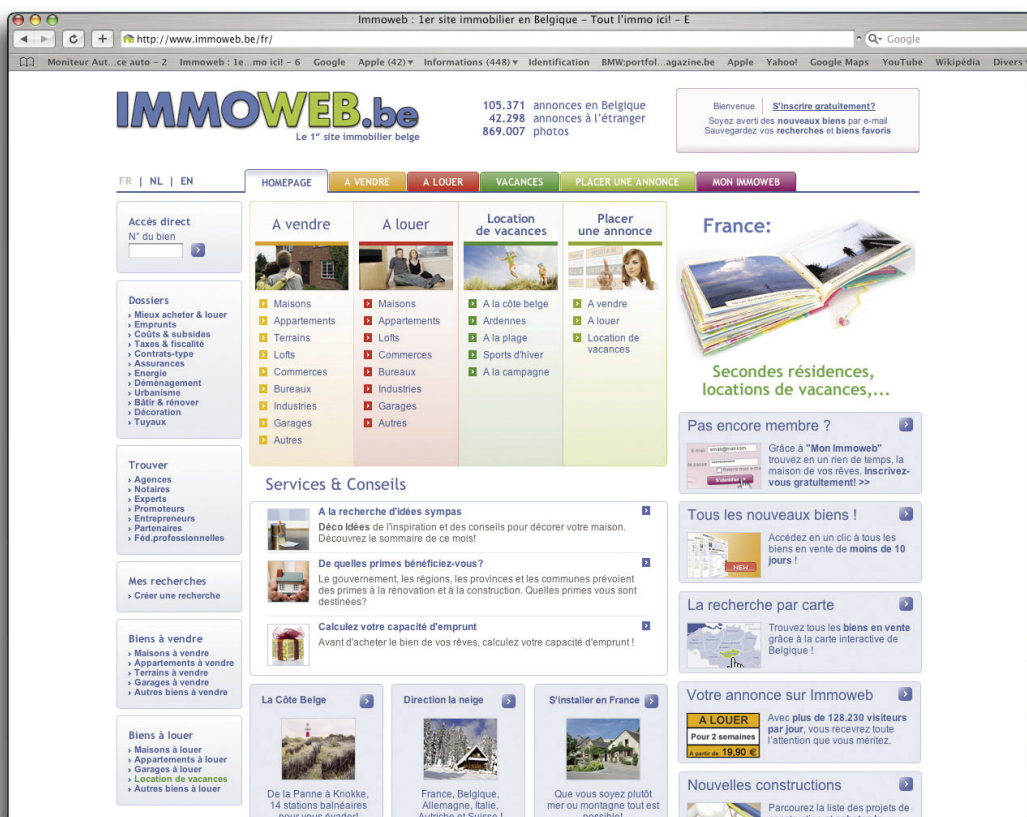 Immoweb : 1er site immobilier en Belgique – Tout l'immo ici! – E
http://www.immoweb.be/fr/
Google
Moniteur Aut...ce auto – 2 Immoweb : 1e...mo ici! – 6 Google Apple (42) Informations (448) Identification BMW:portfol...agazine.be Apple Yahoo! Google Maps YouTube Wikipédia Divers
IMMOWEB.be
Le 1er site immobilier belge
105.371 annonces en Belgique
42.298 annonces à l'étranger
869.007 photos
Bienvenue S'inscrire gratuitement?
Soyez averti des nouveaux biens par e-mail
Sauvegardez vos recherches et biens favoris
FR | NL | EN
HOMEPAGE A VENDRE A LOUER VACANCES PLACER UNE ANNONCE MON IMMOWEB
Accès direct
N° du bien
Dossiers
› Mieux acheter & louer
› Emprunts
› Coûts & subsides
› Taxes & fiscalité
› Contrats-type
› Assurances
› Energie
› Déménagement
› Urbanisme
› Bâtir & rénover
› Décoration
› Tuyaux
Trouver
› Agences
› Notaires
› Experts
› Promoteurs
› Entrepreneurs
› Partenaires
› Féd.professionnelles
Mes recherches
› Créer une recherche
Biens à vendre
› Maisons à vendre
› Appartements à vendre
› Terrains à vendre
› Garages à vendre
› Autres biens à vendre
Biens à louer
› Maisons à louer
› Appartements à louer
› Garages à louer
› Location de vacances
› Autres biens à louer
A vendre
Maisons
Appartements
Terrains
Lofts
Commerces
Bureaux
Industries
Garages
Autres
A louer
Maisons
Appartements
Lofts
Commerces
Bureaux
Industries
Garages
Autres
Location
de vacances
A la côte belge
Ardennes
A la plage
Sports d'hiver
A la campagne
Placer
une annonce
A vendre
A louer
Location de
vacances
Services & Conseils
A la recherche d'idées sympas
Déco Idées de l'inspiration et des conseils pour décorer votre maison.
Découvrez le sommaire de ce mois!
De quelles primes bénéficiez-vous?
Le gouvernement, les régions, les provinces et les communes prévoient
des primes à la rénovation et à la construction. Quelles primes vous sont
destinées?
Calculez votre capacité d'emprunt
Avant d'acheter le bien de vos rêves, calculez votre capacité d'emprunt !
La Côte Belge
De la Panne à Knokke,
14 stations balnéaires
pour vous évader!
Direction la neige
France, Belgique,
Allemagne, Italie,
Autriche et Suisse !
S'installer en France
Que vous soyez plutôt
mer ou montagne tout est
possible!
France:
Secondes résidences,
locations de vacances,...
Pas encore membre ?
E-mail email@mail.com
S'identifier
Grâce à "Mon Immoweb"
trouvez en un rien de temps, la
maison de vos rêves. Inscrivez-
vous gratuitement! >>
Tous les nouveaux biens !
NEW
Accédez en un clic à tous les
biens en vente de moins de 10
jours !
La recherche par carte
Trouvez tous les biens en vente
grâce à la carte interactive de
Belgique !
Votre annonce sur Immoweb
A LOUER
Pour 2 semaines
A partir de 19,90 €
Avec plus de 128.230 visiteurs
par jour, vous recevrez toute
l'attention que vous méritez.
Nouvelles constructions
Parcourez la liste des projets de